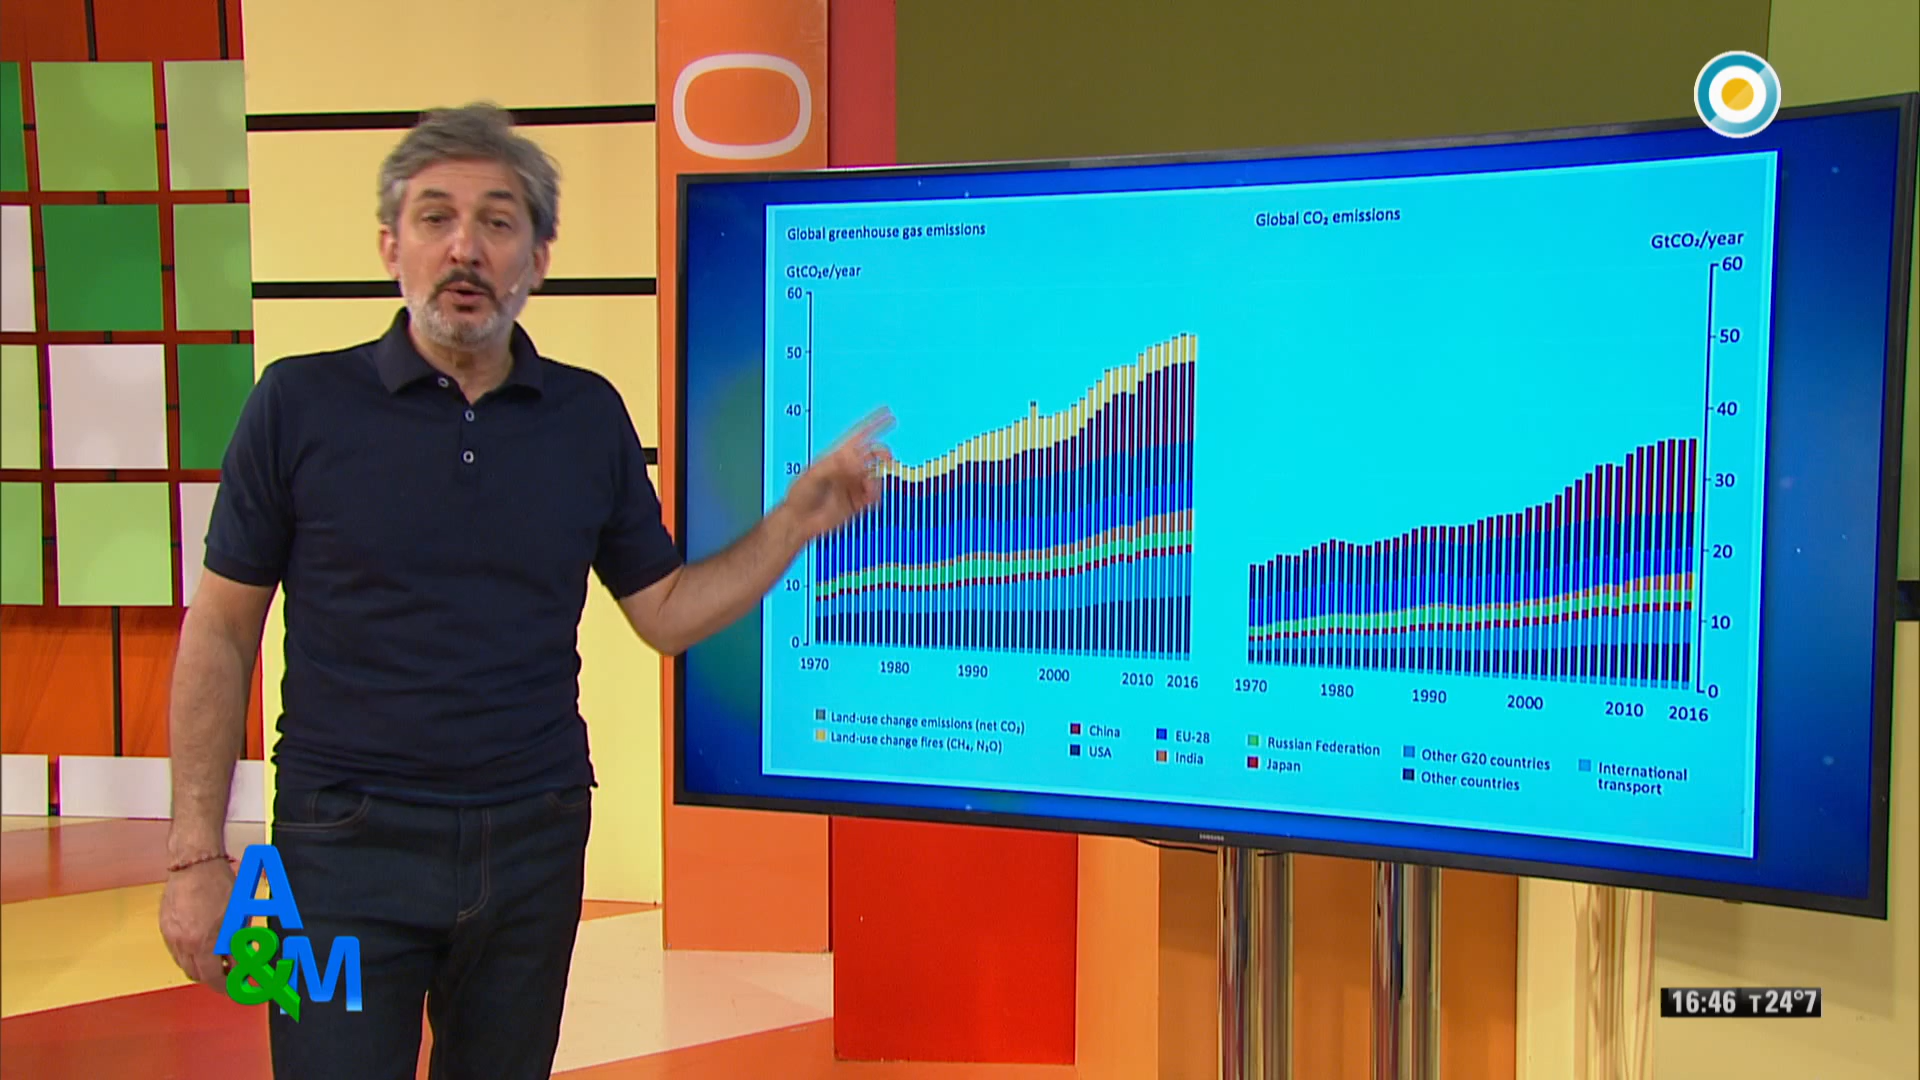 Global greenhouse gas emissions
GtCO₂e/year
60
50
40
30
10
0
1970 1980 1990 2000 2010 2016
Global CO₂ emissions
GtCO₂/year
60
50
40
30
20
10
0
1970 1980 1990 2000 2010 2016
Land-use change emissions (net CO₂)
Land-use change fires (CH₄, N₂O)
China
USA
EU-28
India
Russian Federation
Japan
Other G20 countries
Other countries
International
transport
SAMSUNG
A
&M
16:46 T 24°7